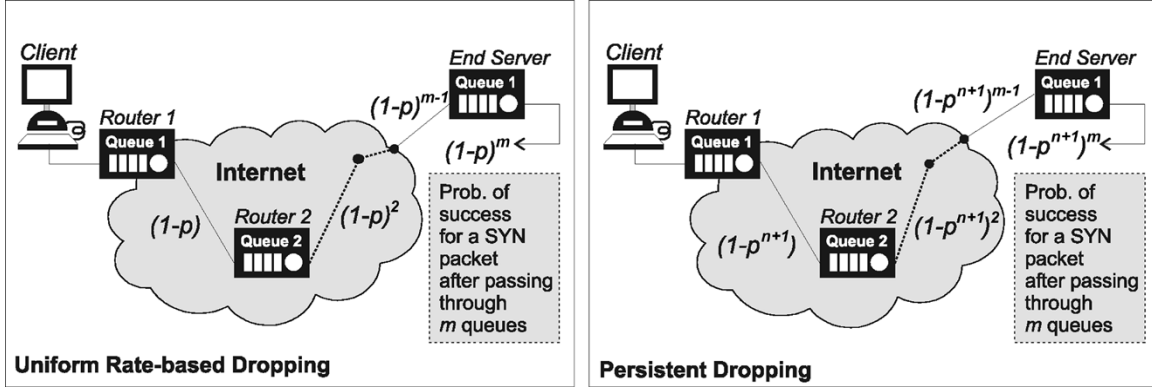 Client
End Server
Queue 1
(1-p)^{m-1}
Router 1
Queue 1
(1-p)^m
Internet
Prob. of
success
for a SYN
packet
after passing
through
m queues
Router 2
(1-p)
(1-p)^2
Queue 2
Uniform Rate-based Dropping
Client
End Server
Queue 1
(1-p^{n+1})^{m-1}
Router 1
Queue 1
(1-p^{n+1})^m
Internet
Prob. of
success
for a SYN
packet
after passing
through
m queues
Router 2
(1-p^{n+1})
(1-p^{n+1})^2
Queue 2
Persistent Dropping